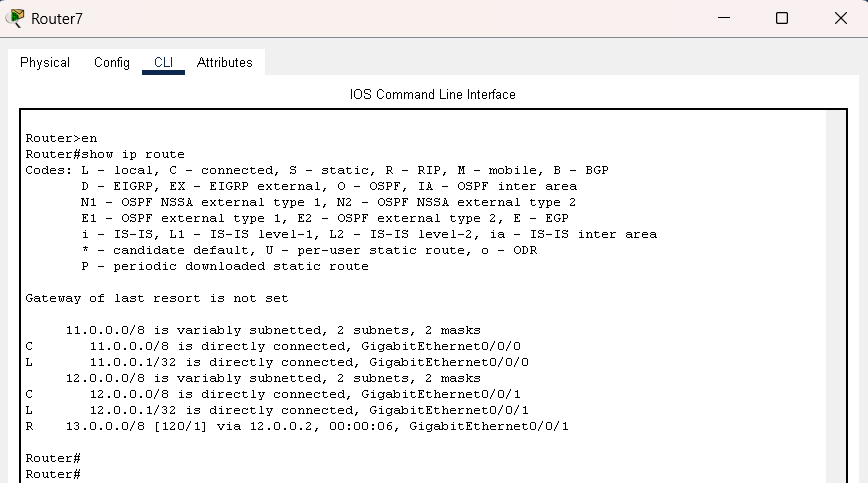 Router7
Physical Config CLI Attributes
IOS Command Line Interface
Router>en
Router#show ip route
Codes: L - local, C - connected, S - static, R - RIP, M - mobile, B - BGP
D - EIGRP, EX - EIGRP external, O - OSPF, IA - OSPF inter area
N1 - OSPF NSSA external type 1, N2 - OSPF NSSA external type 2
E1 - OSPF external type 1, E2 - OSPF external type 2, E - EGP
i - IS-IS, L1 - IS-IS level-1, L2 - IS-IS level-2, ia - IS-IS inter area
* - candidate default, U - per-user static route, o - ODR
P - periodic downloaded static route
Gateway of last resort is not set
11.0.0.0/8 is variably subnetted, 2 subnets, 2 masks
C 11.0.0.0/8 is directly connected, GigabitEthernet0/0/0
L 11.0.0.1/32 is directly connected, GigabitEthernet0/0/0
12.0.0.0/8 is variably subnetted, 2 subnets, 2 masks
C 12.0.0.0/8 is directly connected, GigabitEthernet0/0/1
L 12.0.0.1/32 is directly connected, GigabitEthernet0/0/1
R 13.0.0.0/8 [120/1] via 12.0.0.2, 00:00:06, GigabitEthernet0/0/1
Router#
Router#